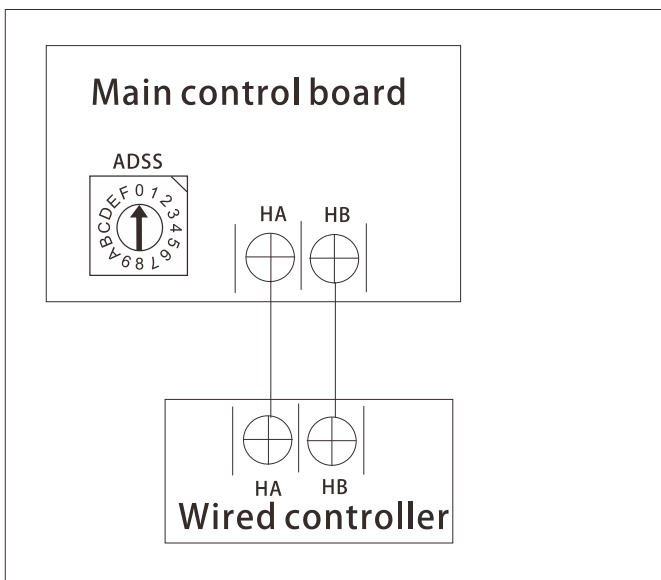 Main control board
ADSS
0123456789ABCDEF
HA HB
HA HB
Wired controller